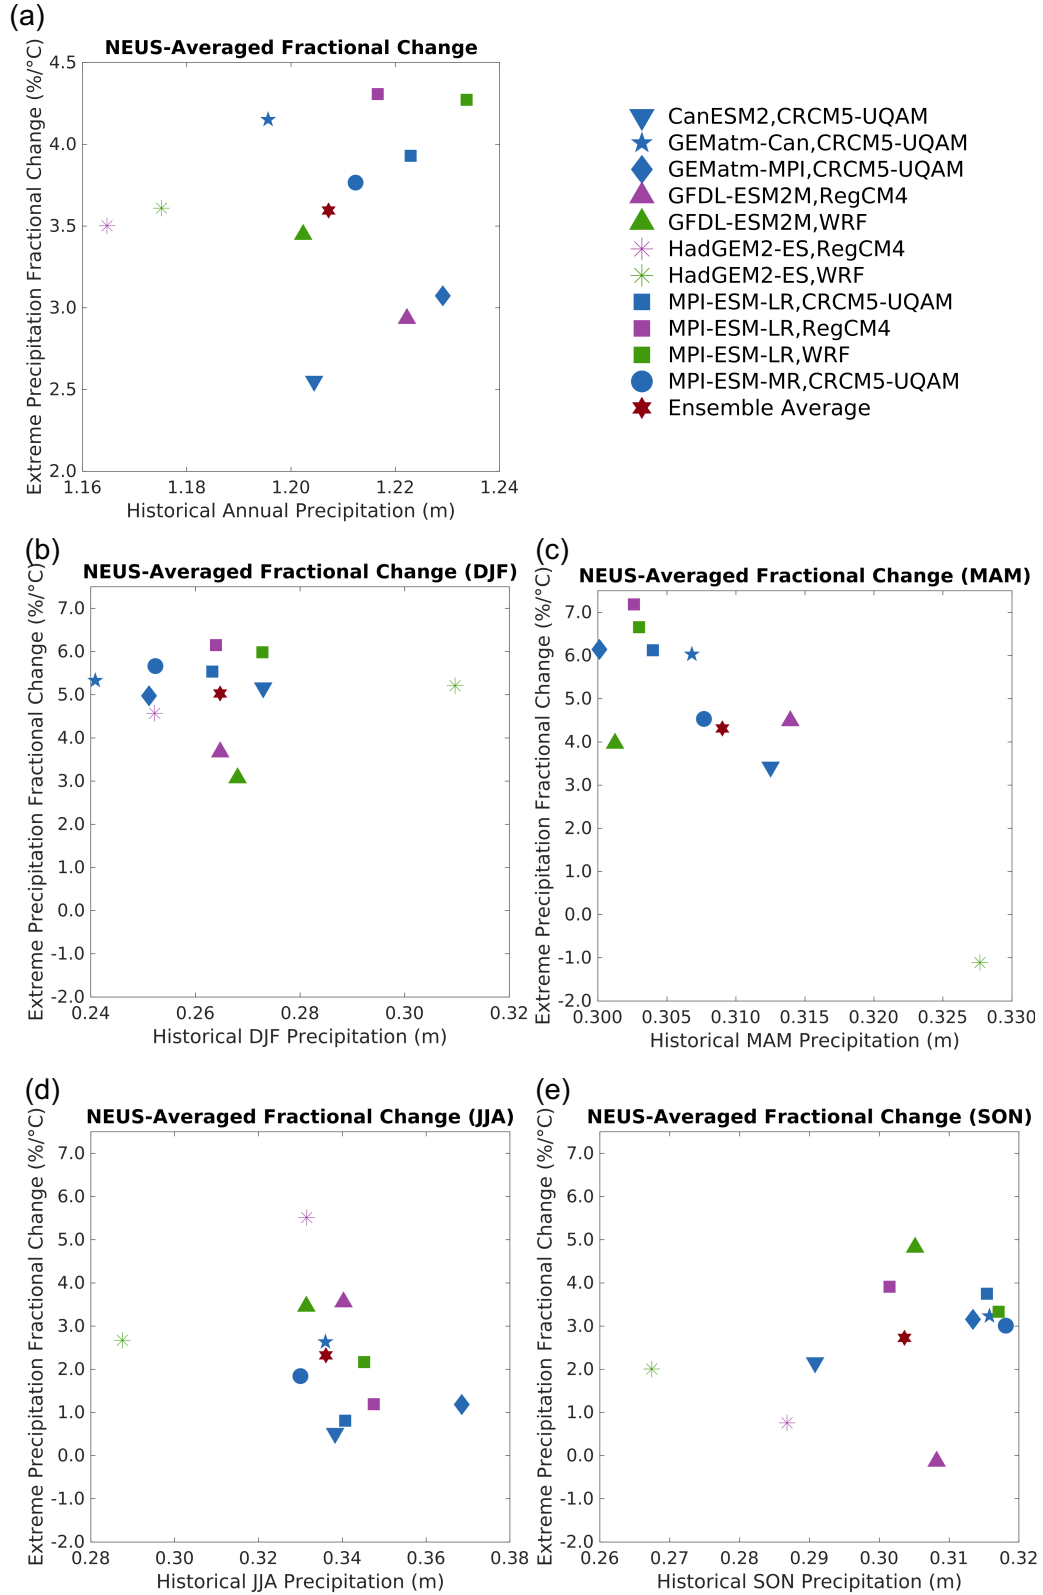 (a)
NEUS-Averaged Fractional Change
Extreme Precipitation Fractional Change (%/°C)
4.5
4.0
3.5
3.0
2.5
2.0
1.16 1.18 1.20 1.22 1.24
Historical Annual Precipitation (m)
CanESM2,CRCM5-UQAM
GEMatm-Can,CRCM5-UQAM
GEMatm-MPI,CRCM5-UQAM
GFDL-ESM2M,RegCM4
GFDL-ESM2M,WRF
HadGEM2-ES,RegCM4
HadGEM2-ES,WRF
MPI-ESM-LR,CRCM5-UQAM
MPI-ESM-LR,RegCM4
MPI-ESM-LR,WRF
MPI-ESM-MR,CRCM5-UQAM
Ensemble Average
(b)
NEUS-Averaged Fractional Change (DJF)
Extreme Precipitation Fractional Change (%/°C)
7.0
6.0
5.0
4.0
3.0
2.0
1.0
0.0
-1.0
-2.0
0.24 0.26 0.28 0.30 0.32
Historical DJF Precipitation (m)
(c)
NEUS-Averaged Fractional Change (MAM)
Extreme Precipitation Fractional Change (%/°C)
7.0
6.0
5.0
4.0
3.0
2.0
1.0
0.0
-1.0
-2.0
0.300 0.305 0.310 0.315 0.320 0.325 0.330
Historical MAM Precipitation (m)
(d)
NEUS-Averaged Fractional Change (JJA)
Extreme Precipitation Fractional Change (%/°C)
7.0
6.0
5.0
4.0
3.0
2.0
1.0
0.0
-1.0
-2.0
0.28 0.30 0.32 0.34 0.36 0.38
Historical JJA Precipitation (m)
(e)
NEUS-Averaged Fractional Change (SON)
Extreme Precipitation Fractional Change (%/°C)
7.0
6.0
5.0
4.0
3.0
2.0
1.0
0.0
-1.0
-2.0
0.26 0.27 0.28 0.29 0.30 0.31 0.32
Historical SON Precipitation (m)